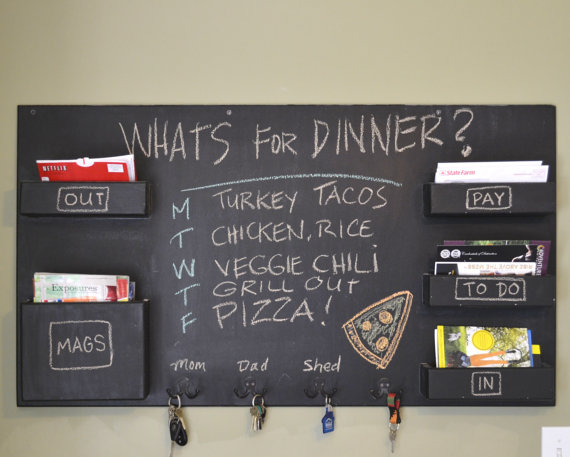 WHATS FOR DINNER?
NETFLIX
OUT
State Farm
PAY
M TURKEY TACOS
T CHICKEN, RICE
W VEGGIE CHILI
T GRILL OUT
F PIZZA!
Exposures
MAGS
TO DO
IN
Mom Dad Shed